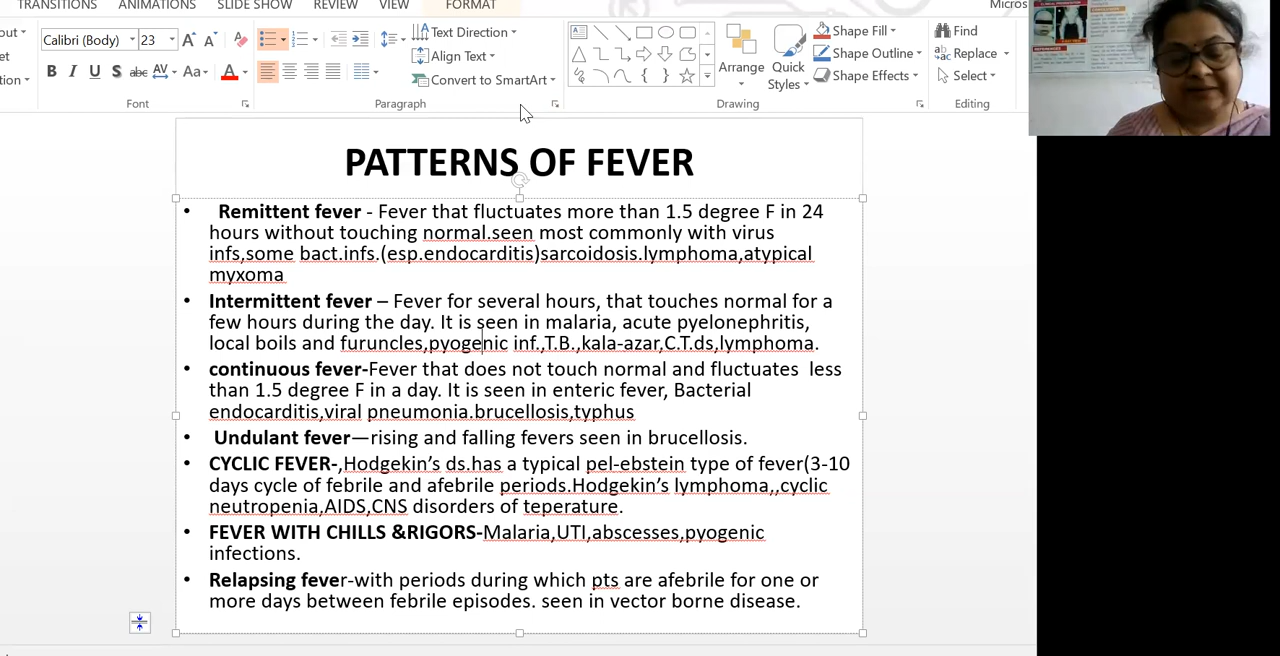 TRANSITIONS ANIMATIONS SLIDE SHOW REVIEW VIEW FORMAT Micros
out
Calibri (Body) 23 A A Text Direction Shape Fill Find
et Align Text Shape Outline Replace
tion B I U S abc AV Aa A Convert to SmartArt Arrange Quick Styles Shape Effects Select
Font Paragraph Drawing Editing
PATTERNS OF FEVER
• Remittent fever - Fever that fluctuates more than 1.5 degree F in 24
hours without touching normal.seen most commonly with virus
infs,some bact.infs.(esp.endocarditis)sarcoidosis.lymphoma,atypical
myxoma
• Intermittent fever – Fever for several hours, that touches normal for a
few hours during the day. It is seen in malaria, acute pyelonephritis,
local boils and furuncles,pyogenic inf.,T.B.,kala-azar,C.T.ds,lymphoma.
• continuous fever-Fever that does not touch normal and fluctuates less
than 1.5 degree F in a day. It is seen in enteric fever, Bacterial
endocarditis,viral pneumonia.brucellosis,typhus
• Undulant fever—rising and falling fevers seen in brucellosis.
• CYCLIC FEVER-,Hodgekin’s ds.has a typical pel-ebstein type of fever(3-10
days cycle of febrile and afebrile periods.Hodgekin’s lymphoma,,cyclic
neutropenia,AIDS,CNS disorders of teperature.
• FEVER WITH CHILLS &RIGORS-Malaria,UTI,abscesses,pyogenic
infections.
• Relapsing fever-with periods during which pts are afebrile for one or
more days between febrile episodes. seen in vector borne disease.